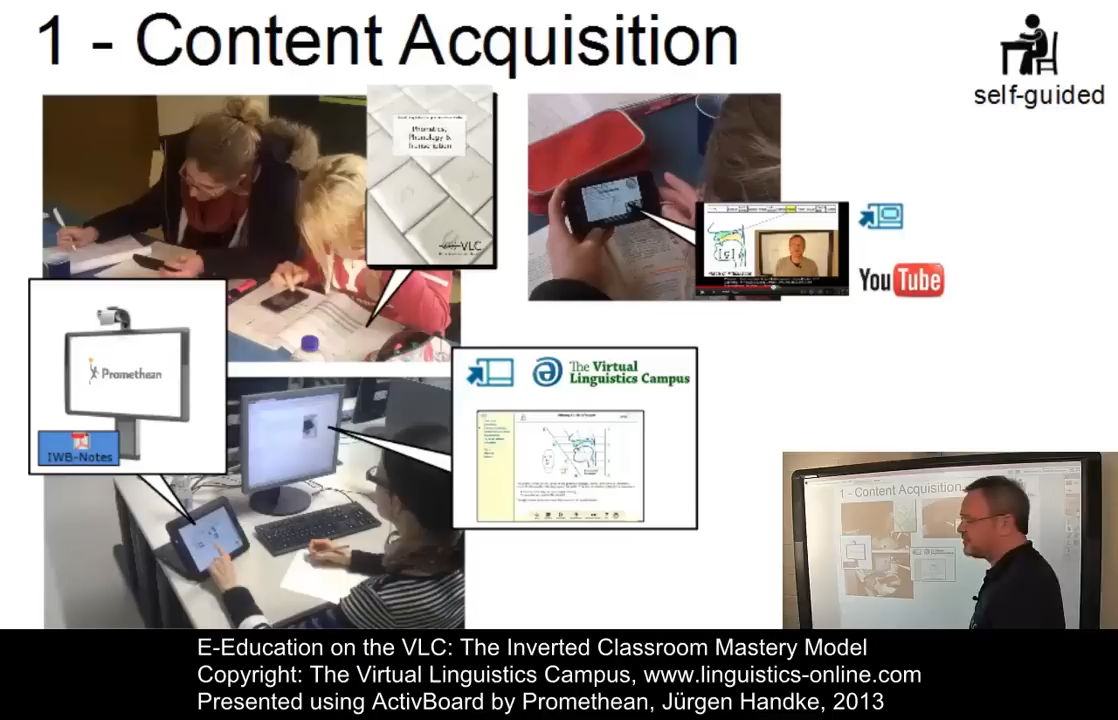 1 - Content Acquisition
self-guided
Phonetics,
Phonology &
Transcription
VLC
YouTube
Promethean
IWB-Notes
The Virtual
Linguistics Campus
1 - Content Acquisition
E-Education on the VLC: The Inverted Classroom Mastery Model
Copyright: The Virtual Linguistics Campus, www.linguistics-online.com
Presented using ActivBoard by Promethean, Jürgen Handke, 2013